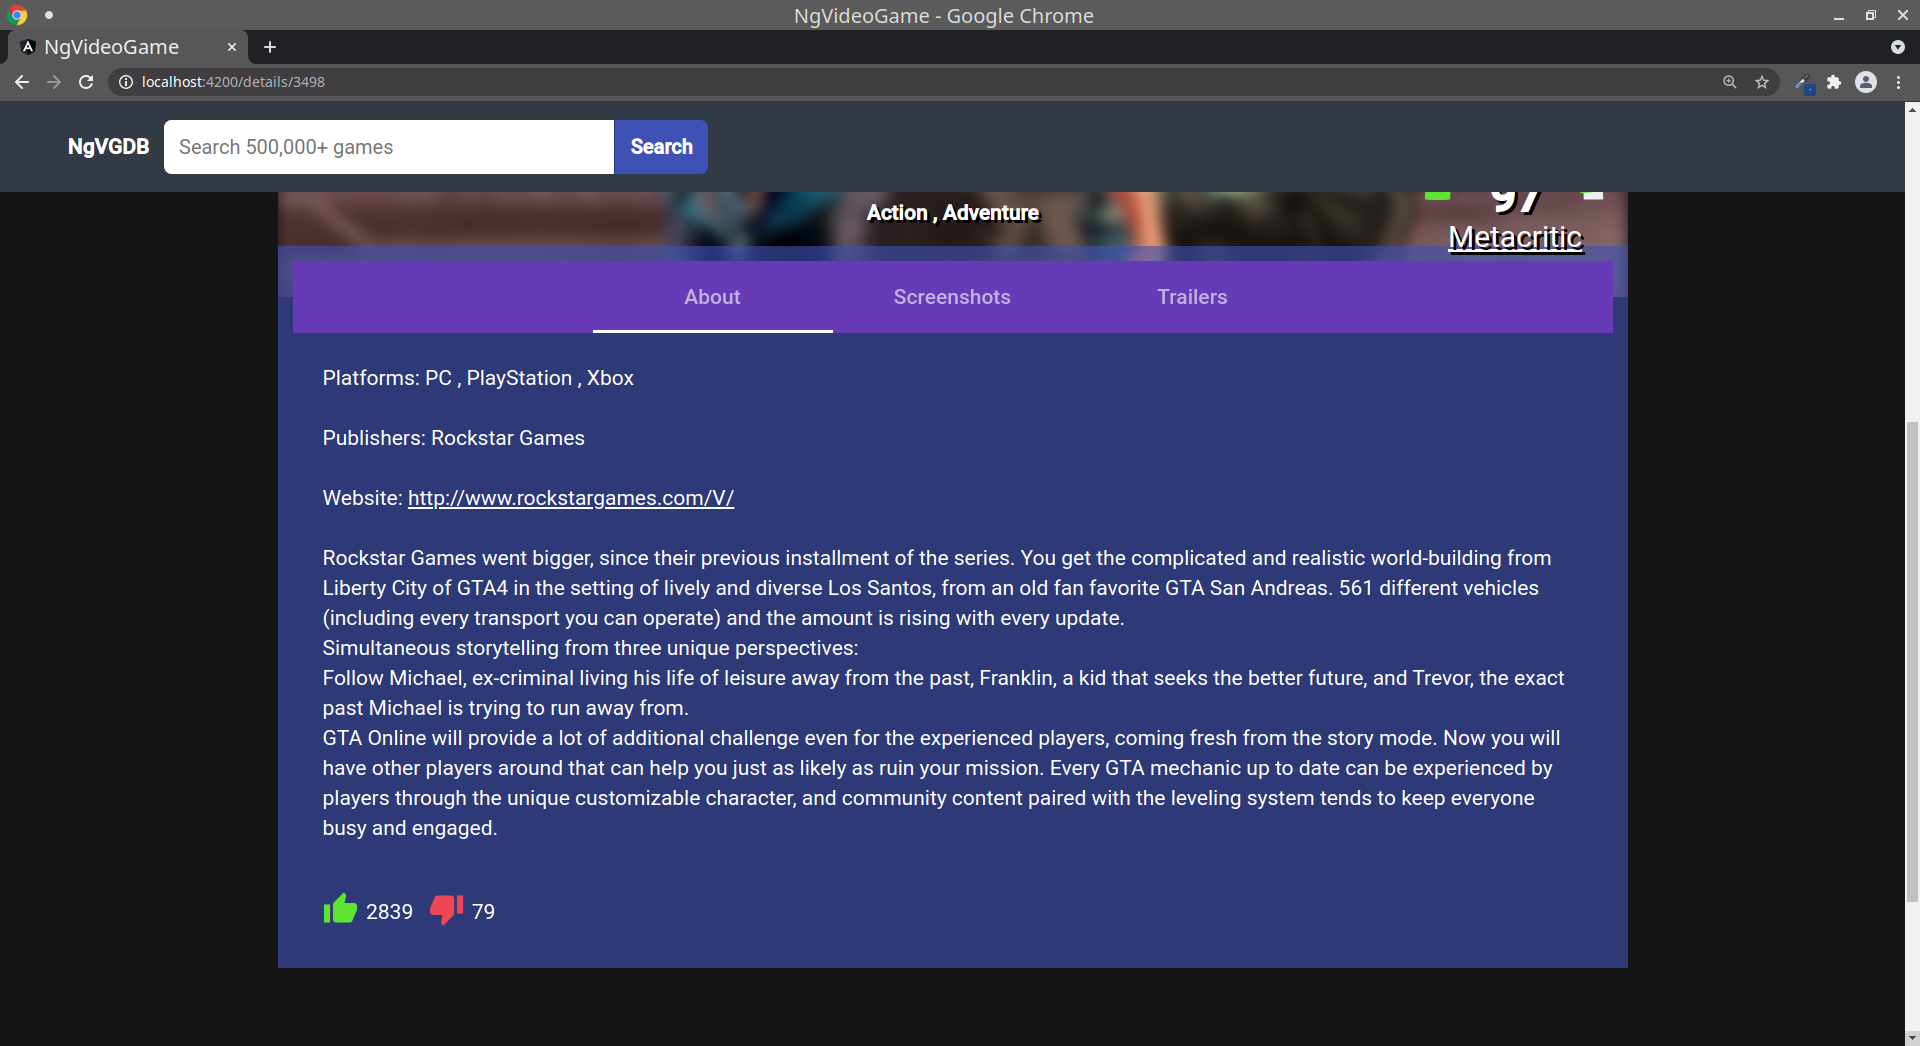 NgVideoGame - Google Chrome
NgVideoGame
localhost:4200/details/3498
NgVGDB
Search 500,000+ games
Search
97
Action , Adventure
Metacritic
About
Screenshots
Trailers
Platforms: PC , PlayStation , Xbox
Publishers: Rockstar Games
Website: http://www.rockstargames.com/V/
Rockstar Games went bigger, since their previous installment of the series. You get the complicated and realistic world-building from
Liberty City of GTA4 in the setting of lively and diverse Los Santos, from an old fan favorite GTA San Andreas. 561 different vehicles
(including every transport you can operate) and the amount is rising with every update.
Simultaneous storytelling from three unique perspectives:
Follow Michael, ex-criminal living his life of leisure away from the past, Franklin, a kid that seeks the better future, and Trevor, the exact
past Michael is trying to run away from.
GTA Online will provide a lot of additional challenge even for the experienced players, coming fresh from the story mode. Now you will
have other players around that can help you just as likely as ruin your mission. Every GTA mechanic up to date can be experienced by
players through the unique customizable character, and community content paired with the leveling system tends to keep everyone
busy and engaged.
2839
79